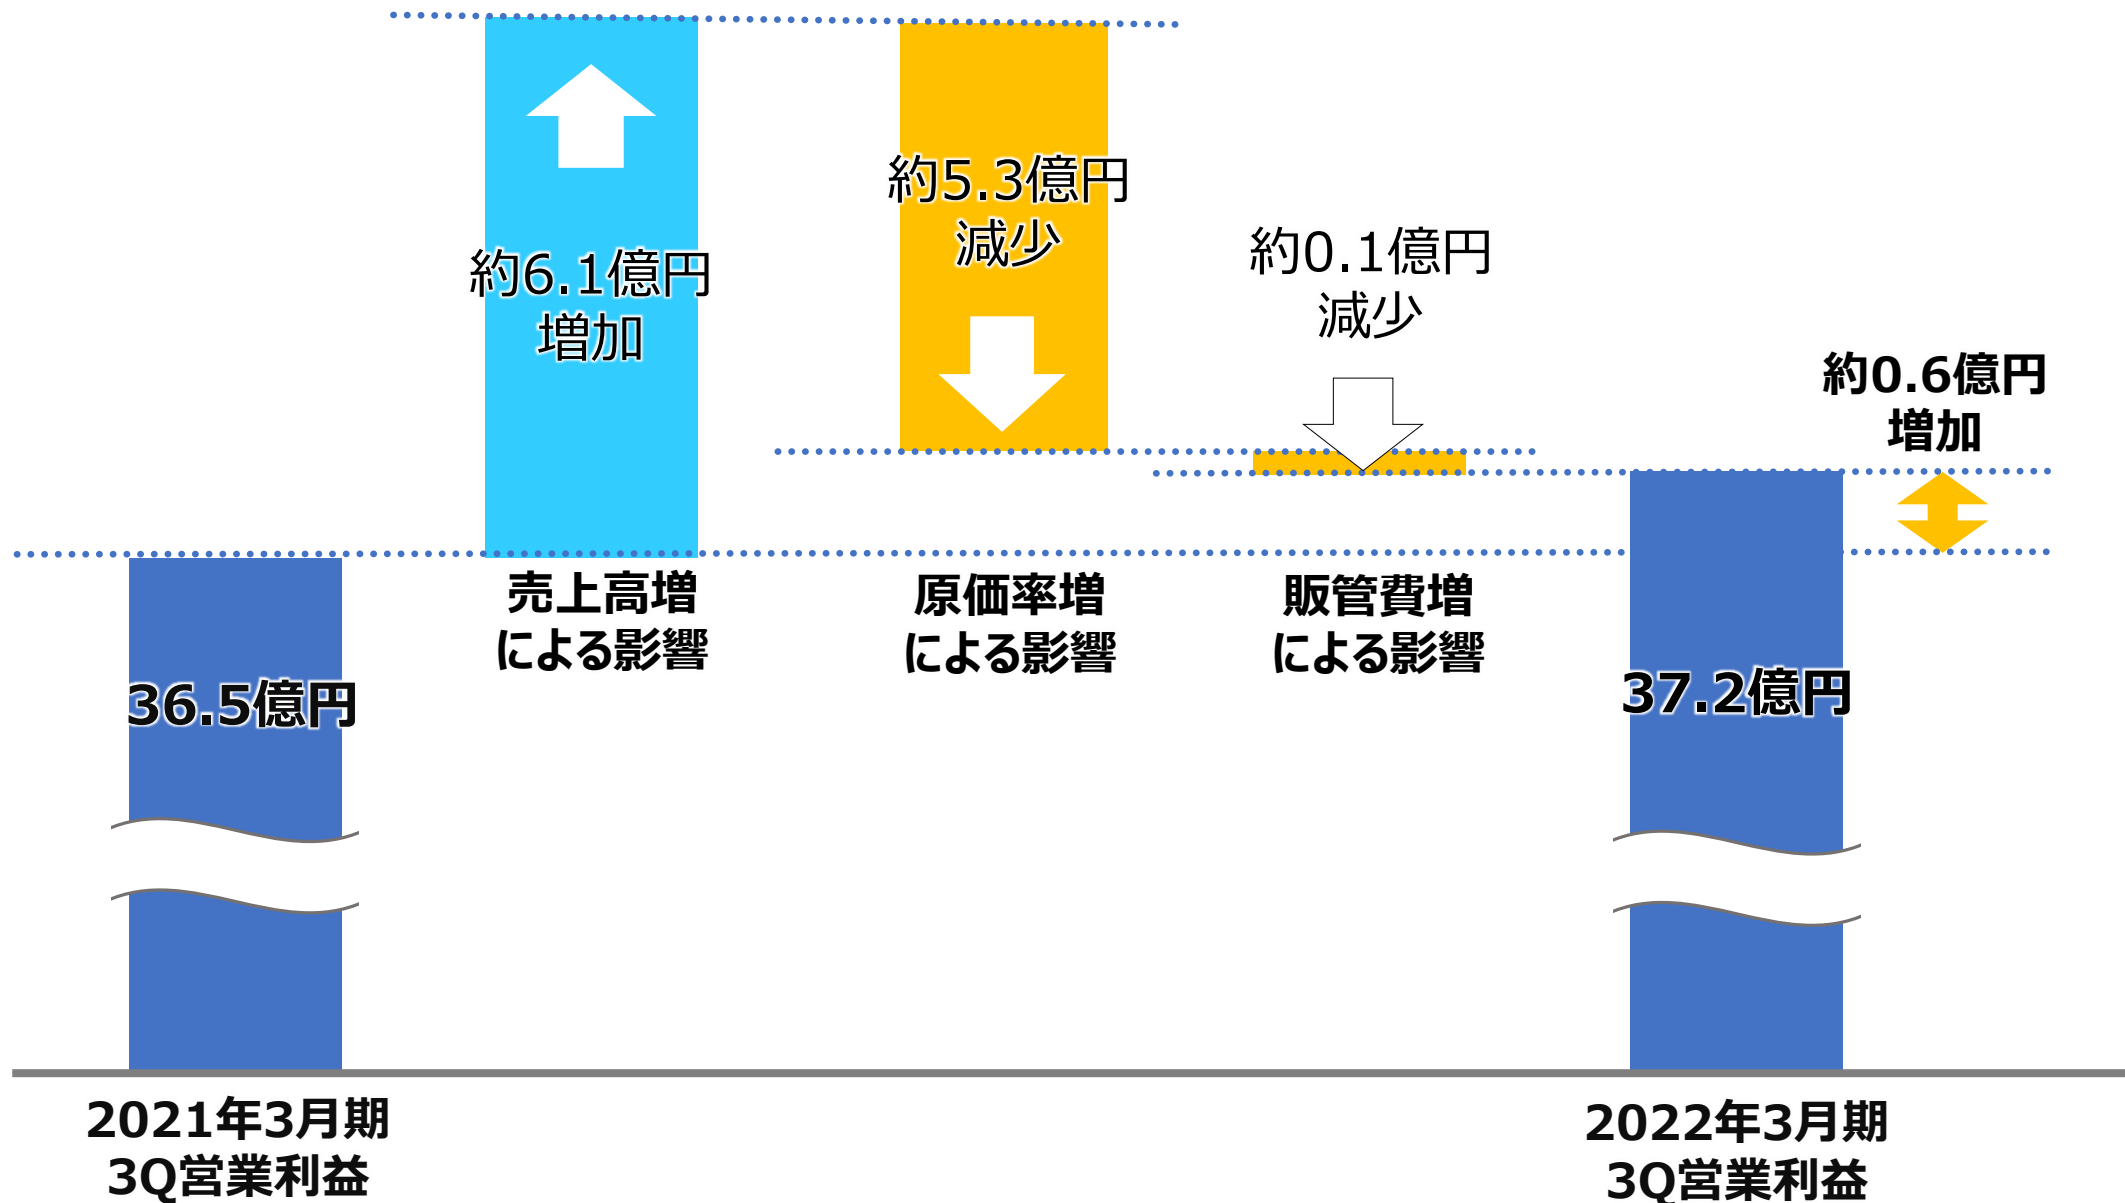 約6.1億円
増加
約5.3億円
減少
約0.1億円
減少
約0.6億円
増加
売上高増
による影響
原価率増
による影響
販管費増
による影響
36.5億円
37.2億円
2021年3月期
3Q営業利益
2022年3月期
3Q営業利益